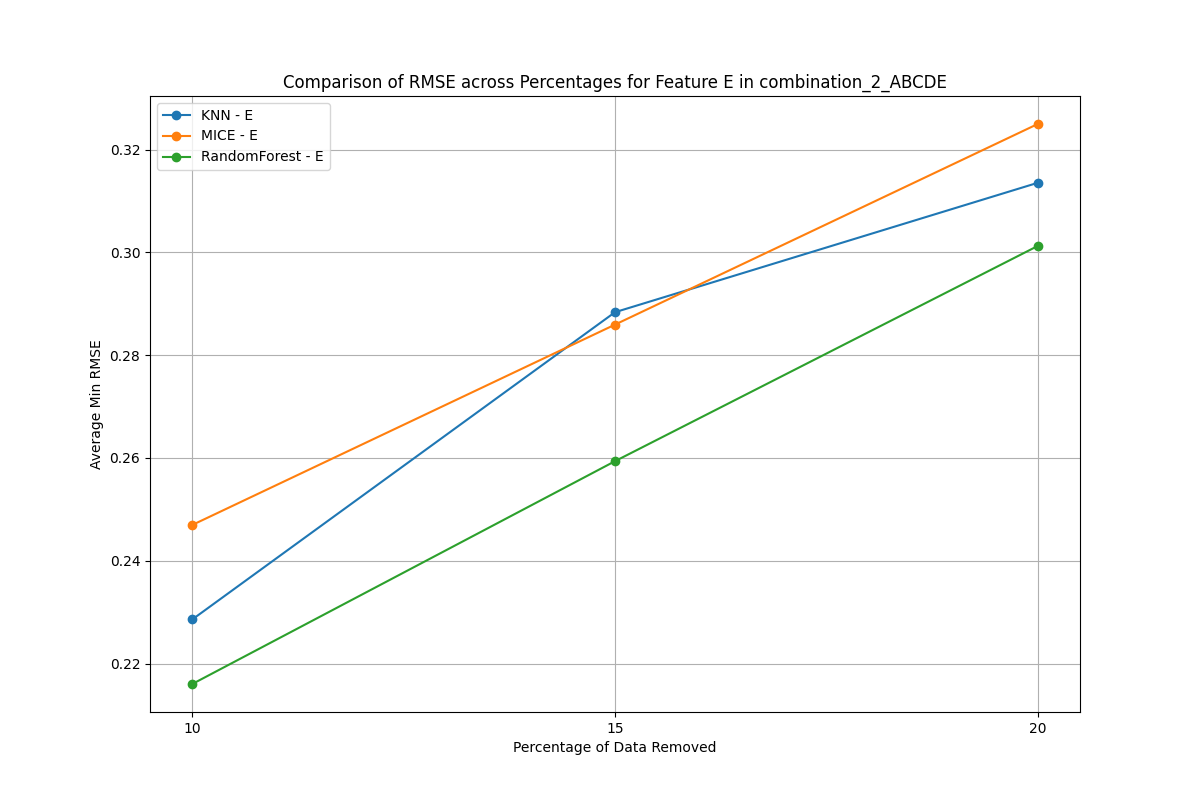 Comparison of RMSE across Percentages for Feature E in combination_2_ABCDE
KNN - E
MICE - E
RandomForest - E
0.32
0.30
0.28
0.26
0.24
0.22
Average Min RMSE
10 15 20
Percentage of Data Removed